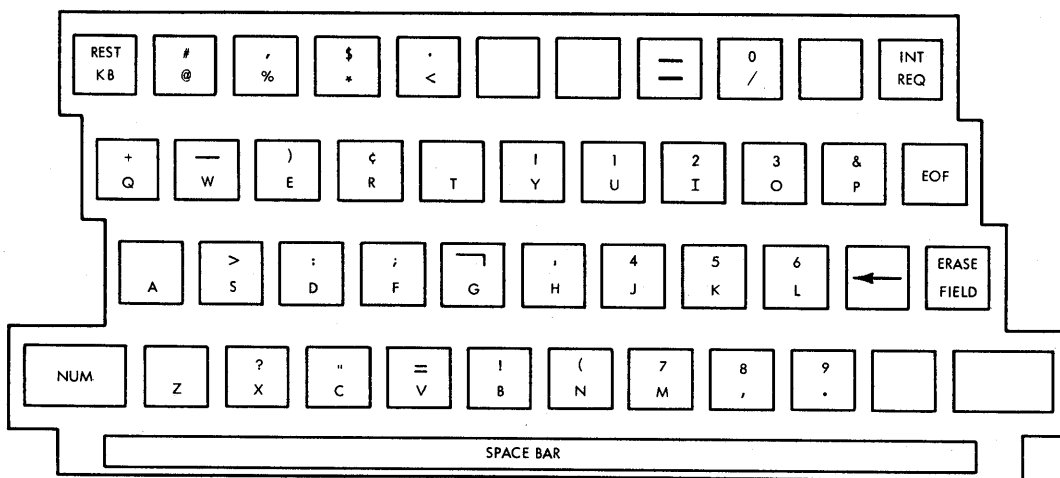 REST # , $ . 0 INT
KB @ % * < = / REQ
+ — ) ¢ ! 1 2 3 &
Q W E R T Y U I O P EOF
> : ; ¬ ' 4 5 6 ERASE
A S D F G H J K L ← FIELD
NUM ? " = ! ( 7 8 9
Z X C V B N M , .
SPACE BAR